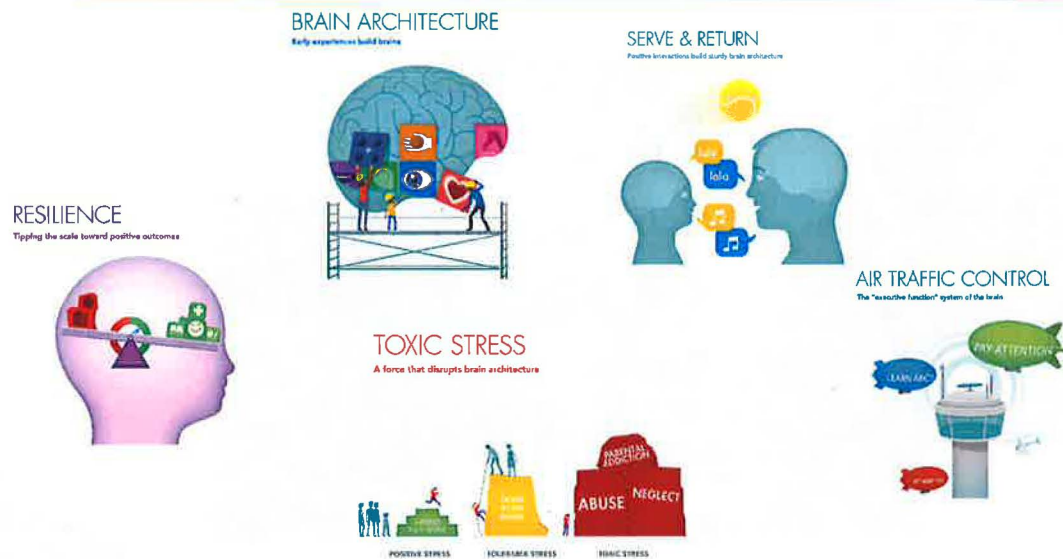 BRAIN ARCHITECTURE
Early experiences build brains
SERVE & RETURN
Positive interactions build sturdy brain architecture
lala
RESILIENCE
Tipping the scale toward positive outcomes
AIR TRAFFIC CONTROL
The "executive function" system of the brain
PAY ATTENTION
LEARN ABC'S
TOXIC STRESS
A force that disrupts brain architecture
PARENTAL
ADDICTION
ABUSE
NEGLECT
POSITIVE STRESS
TOLERABLE STRESS
TOXIC STRESS